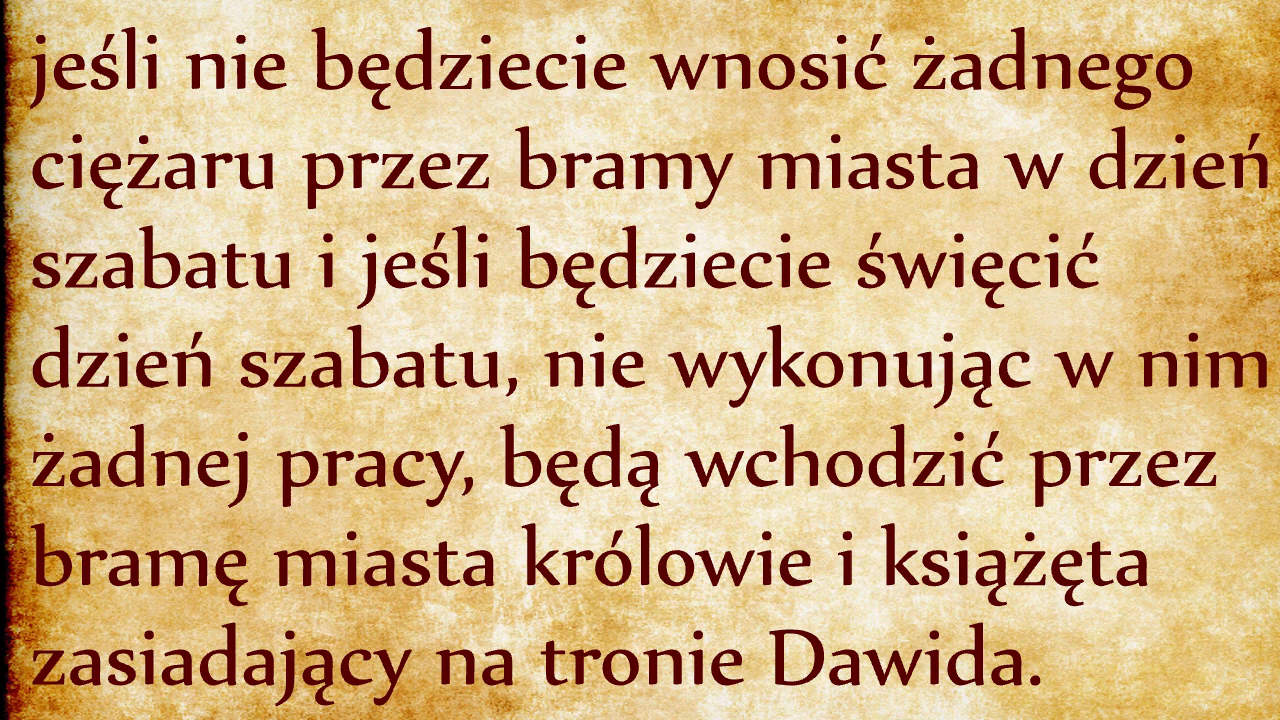 jeśli nie będziecie wnosić żadnego
ciężaru przez bramy miasta w dzień
szabatu i jeśli będziecie święcić
dzień szabatu, nie wykonując w nim
żadnej pracy, będą wchodzić przez
bramę miasta królowie i książęta
zasiadający na tronie Dawida.